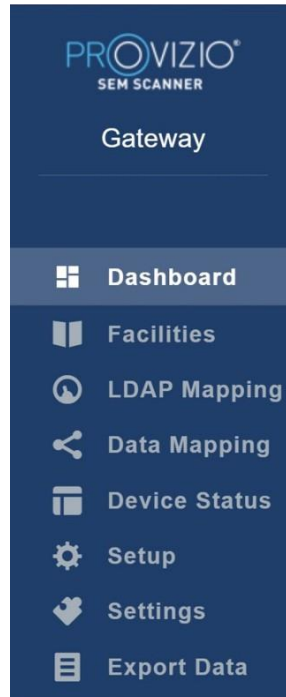 PROVIZIO®
SEM SCANNER
Gateway
Dashboard
Facilities
LDAP Mapping
Data Mapping
Device Status
Setup
Settings
Export Data